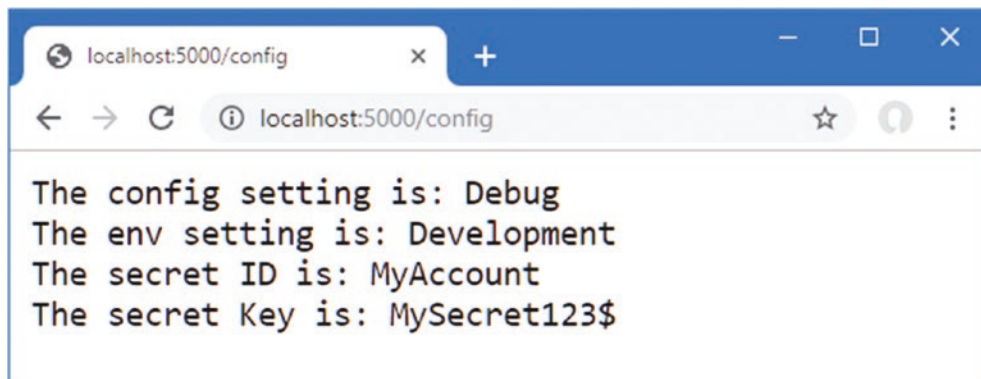 localhost:5000/config
localhost:5000/config
The config setting is: Debug
The env setting is: Development
The secret ID is: MyAccount
The secret Key is: MySecret123$